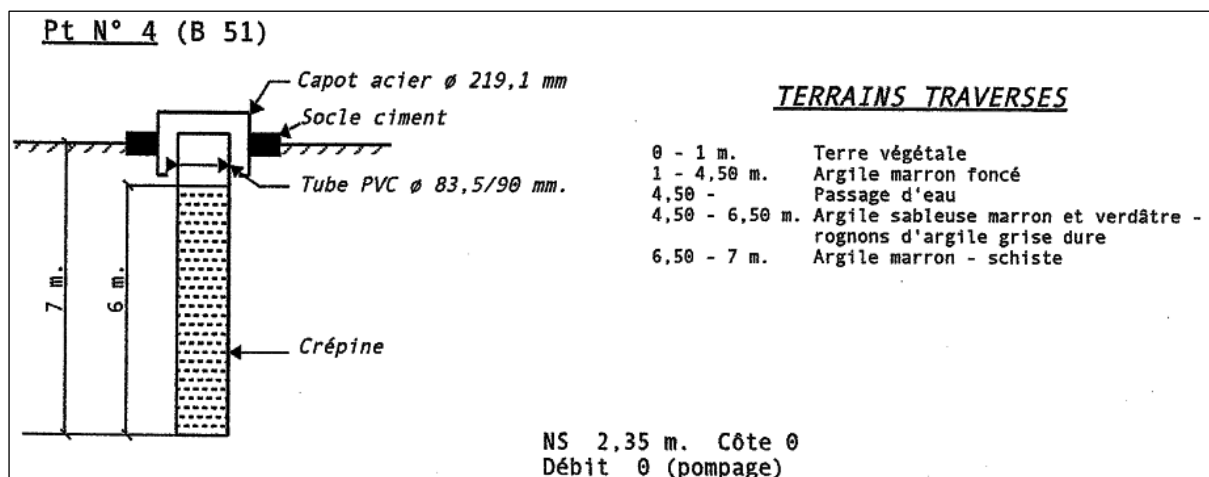 Pt N° 4 (B 51)
Capot acier ø 219,1 mm
Socle ciment
Tube PVC ø 83,5/90 mm.
7 m.
6 m.
Crépine
TERRAINS TRAVERSES
0 - 1 m. Terre végétale
1 - 4,50 m. Argile marron foncé
4,50 - Passage d'eau
4,50 - 6,50 m. Argile sableuse marron et verdâtre -
rognons d'argile grise dure
6,50 - 7 m. Argile marron - schiste
NS 2,35 m. Côte 0
Débit 0 (pompage)